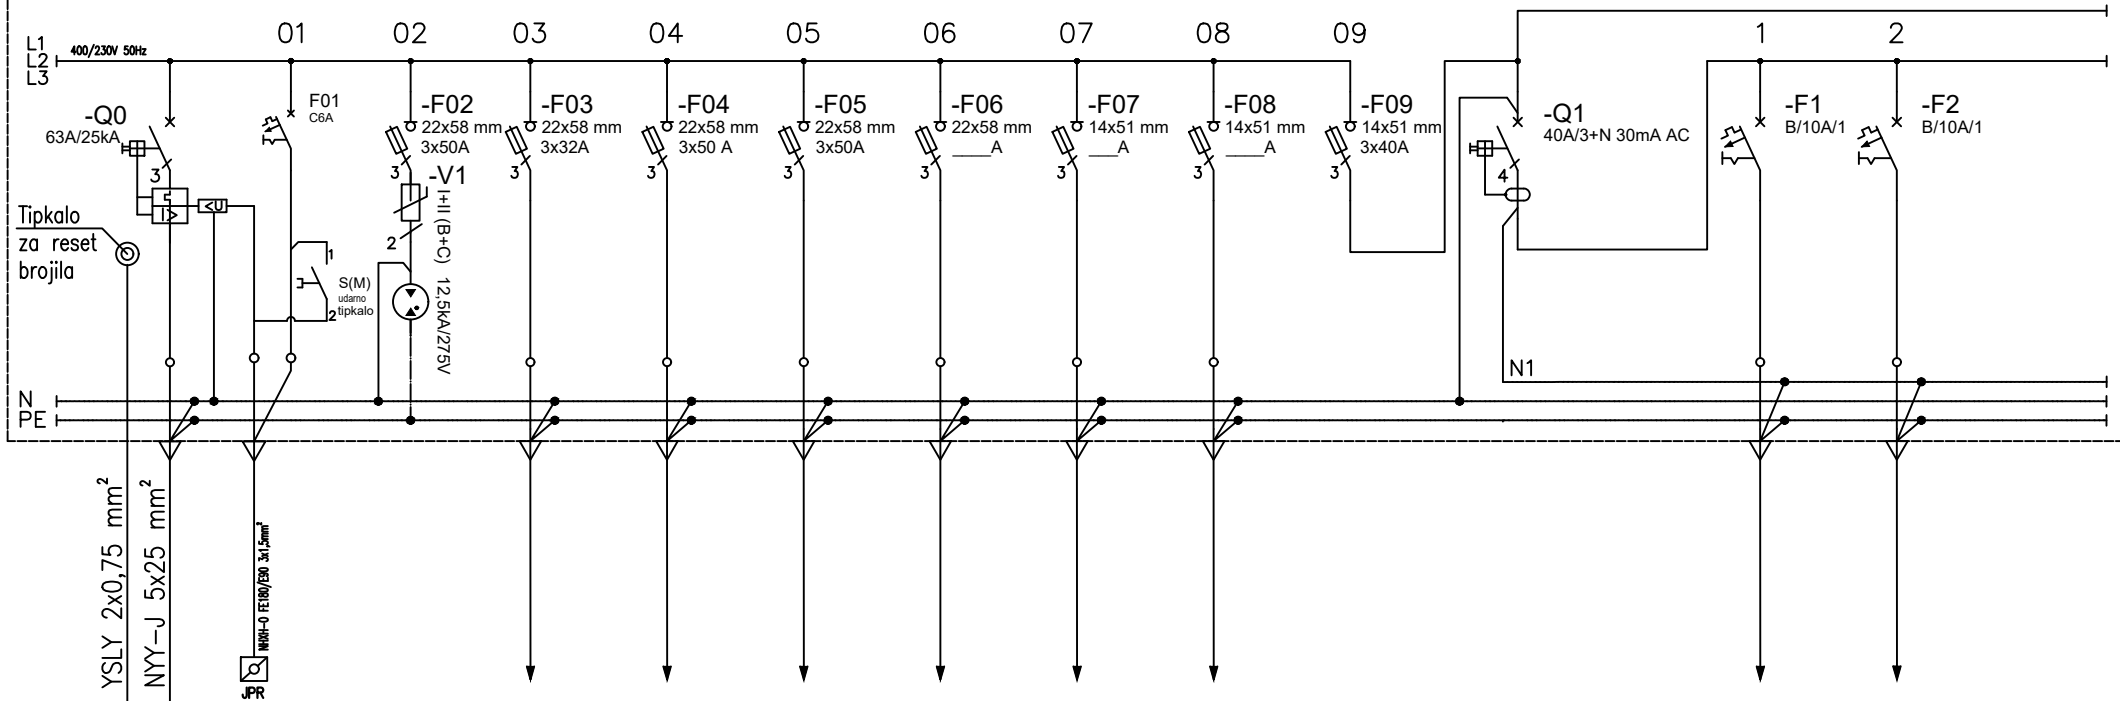 01 02 03 04 05 06 07 08 09 1 2
L1
L2
L3
400/230V 50Hz
-Q0
63A/25kA
3
I>
<U
F01
C6A
1
2
S(M)
udarno
tipkalo
Tipkalo
za reset
brojila
-F02
22x58 mm
3x50A
3
-V1
I+II (B+C) 12,5kA/275V
2
-F03
22x58 mm
3x32A
3
-F04
22x58 mm
3x50 A
3
-F05
22x58 mm
3x50A
3
-F06
22x58 mm
____A
3
-F07
14x51 mm
___A
3
-F08
14x51 mm
____A
3
-F09
14x51 mm
3x40A
3
-Q1
40A/3+N 30mA AC
4
-F1
B/10A/1
-F2
B/10A/1
N1
N
PE
YSLY 2x0,75 mm²
NYY-J 5x25 mm²
NHXH-O FE180/E90 3x1,5mm²
JPR